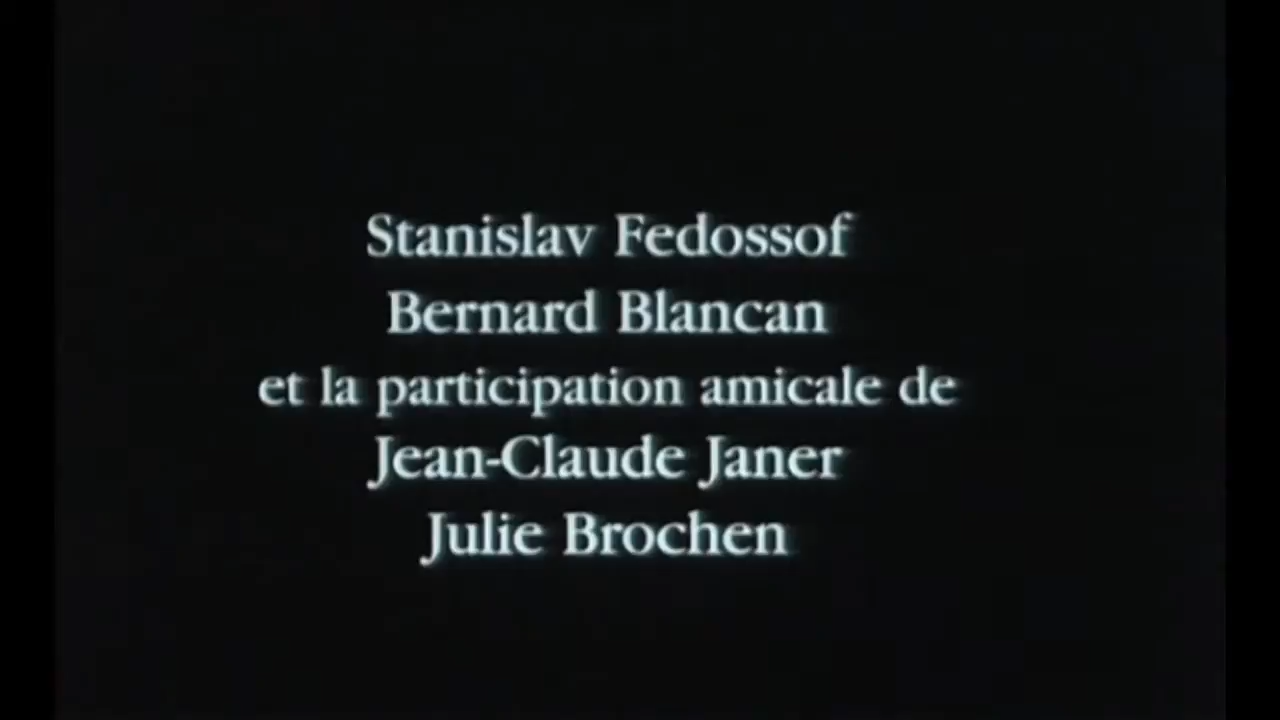 Stanislav Fedossof
Bernard Blancan
et la participation amicale de
Jean-Claude Janer
Julie Brochen